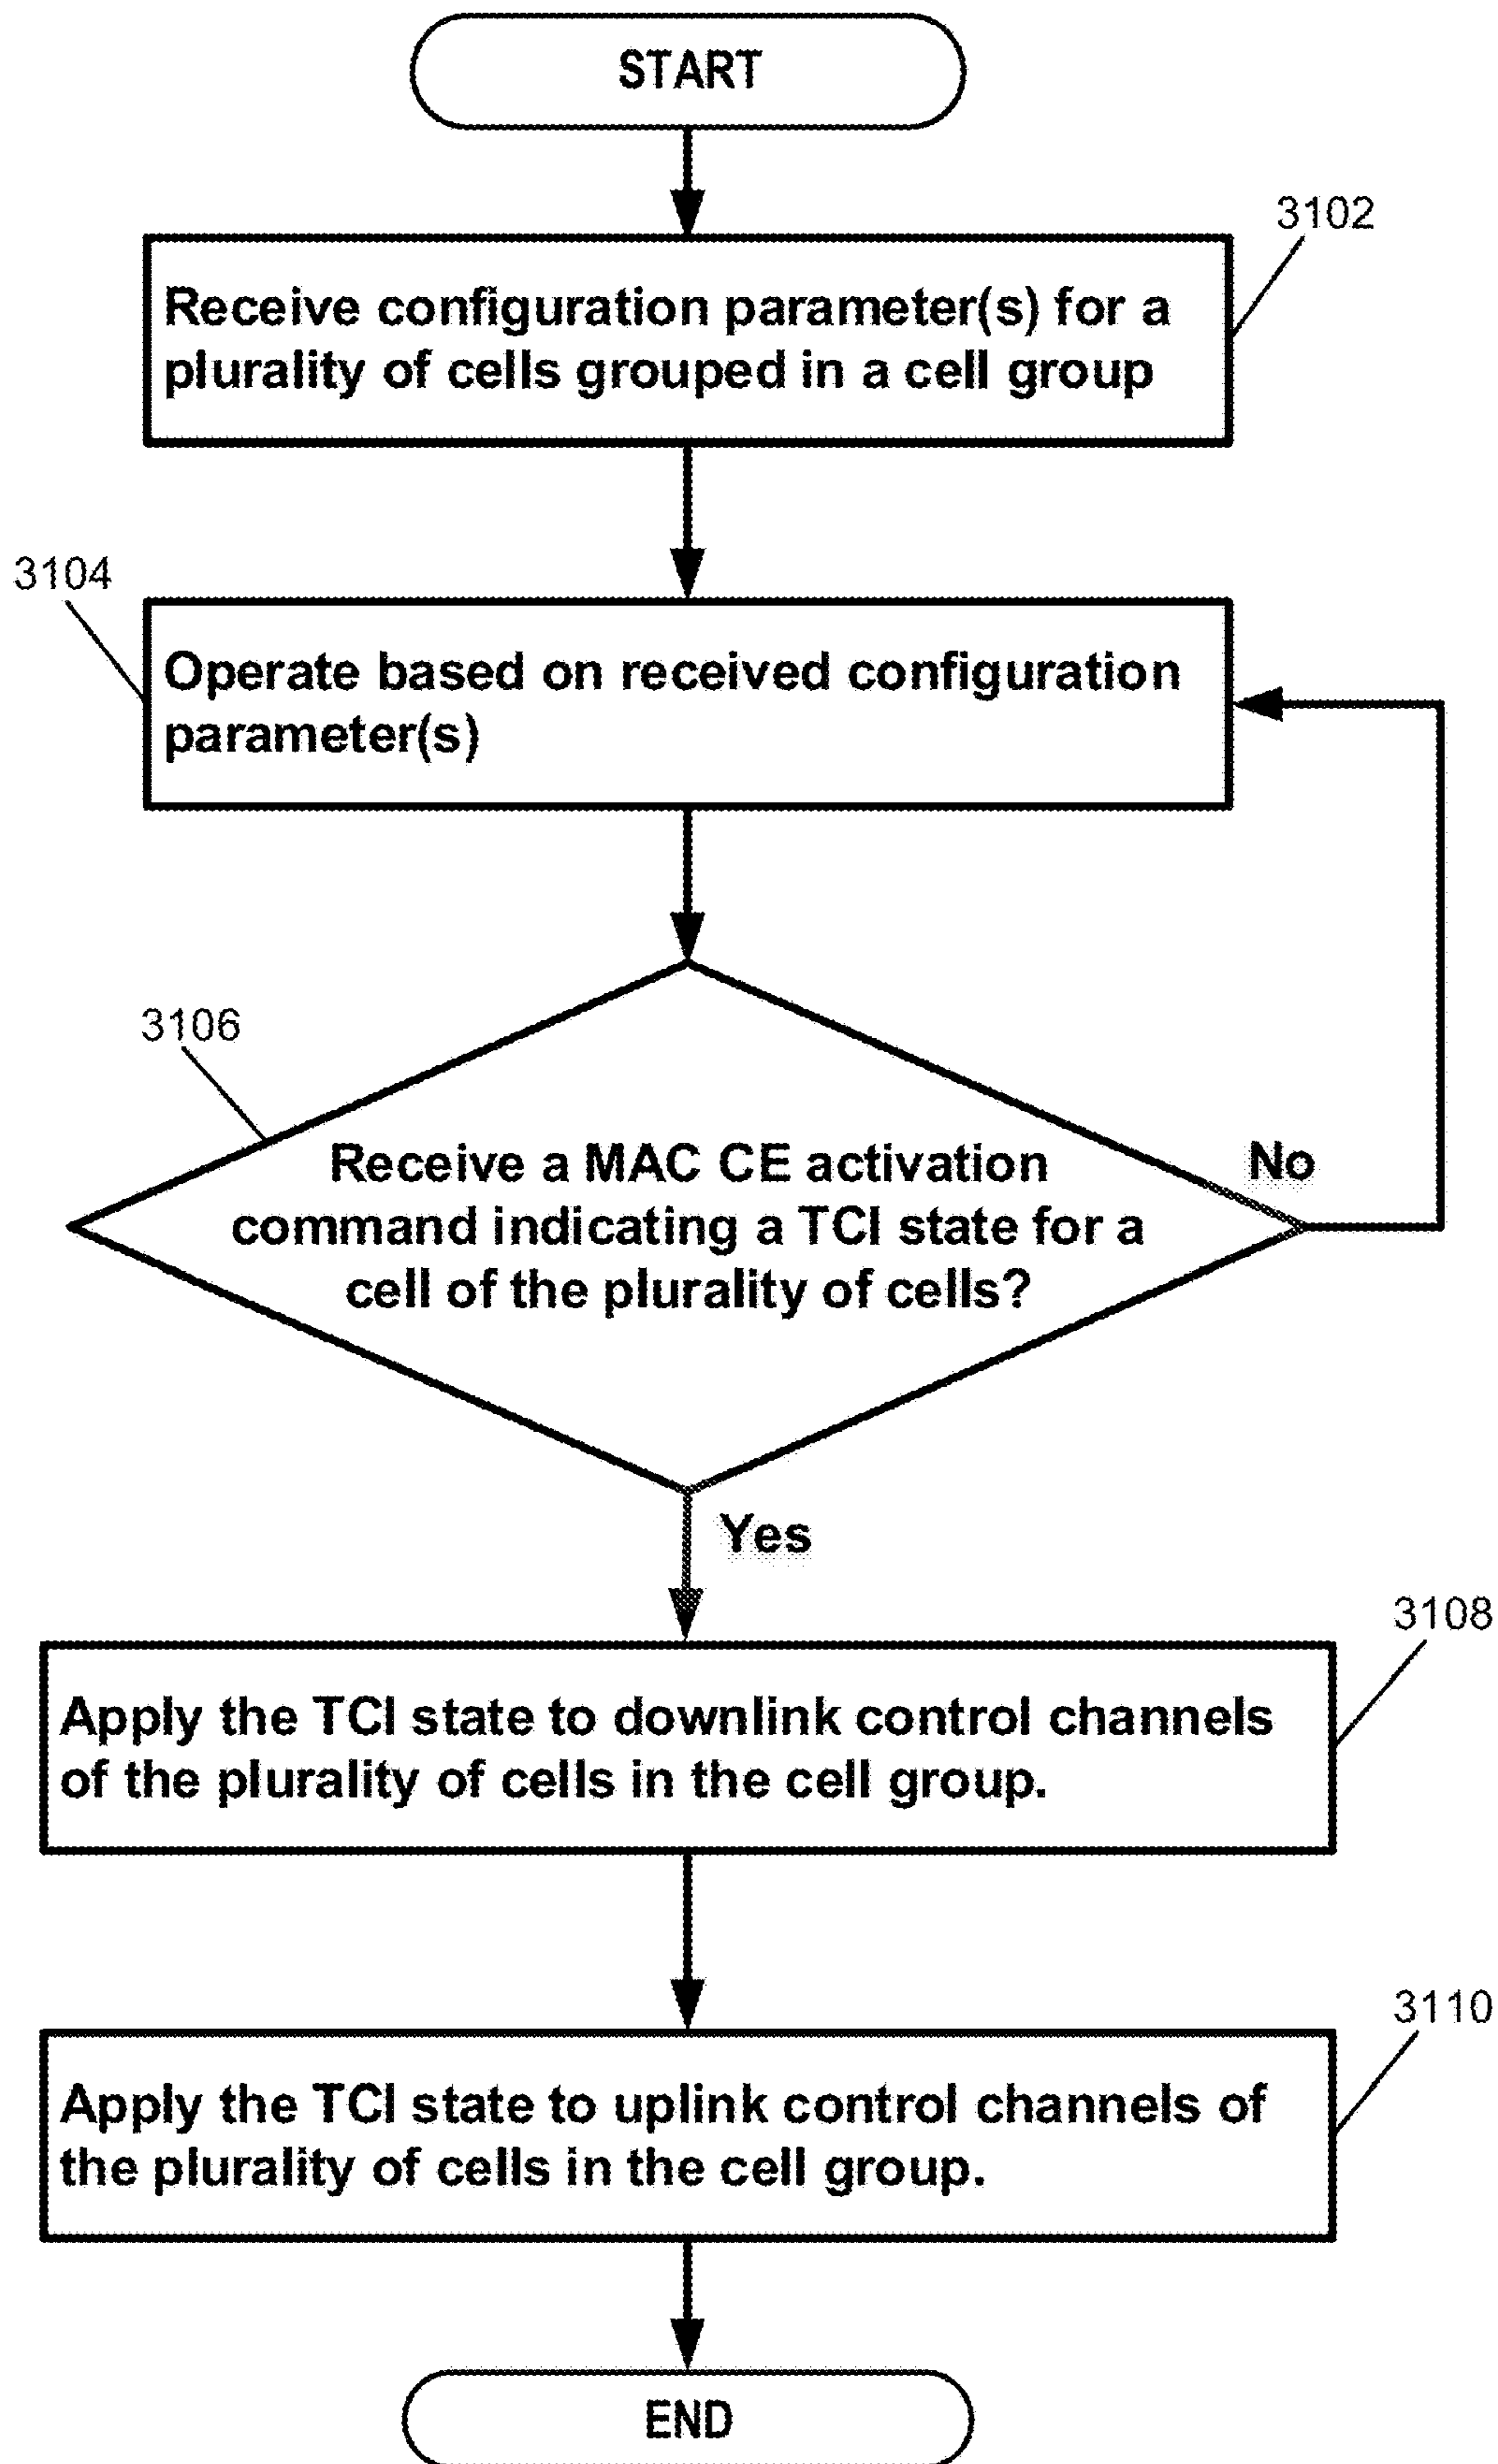 START
3102
Receive configuration parameter(s) for a
plurality of cells grouped in a cell group
3104
Operate based on received configuration
parameter(s)
3106
Receive a MAC CE activation
command indicating a TCI state for a
cell of the plurality of cells?
No
Yes
3108
Apply the TCI state to downlink control channels
of the plurality of cells in the cell group.
3110
Apply the TCI state to uplink control channels of
the plurality of cells in the cell group.
END